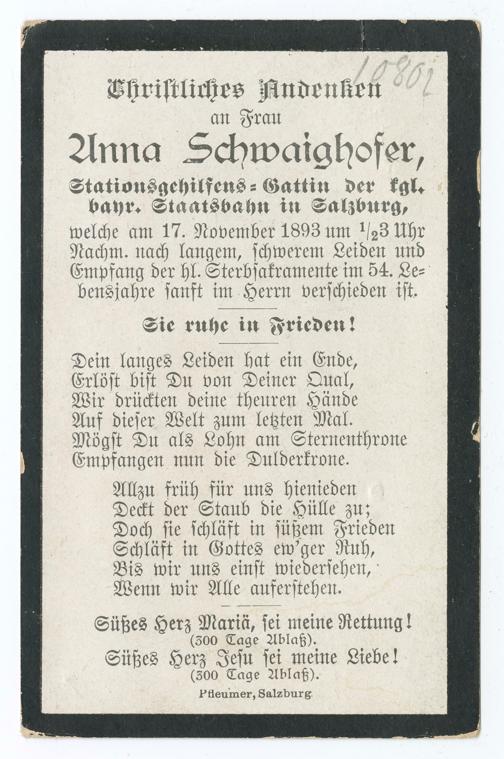 10802
Christliches Andenken
an Frau
Anna Schwaighofer,
Stationsgehilfens-Gattin der kgl.
bayr. Staatsbahn in Salzburg,
welche am 17. November 1893 um 1/23 Uhr
Nachm. nach langem, schwerem Leiden und
Empfang der hl. Sterbsakramente im 54. Le-
bensjahre sanft im Herrn verschieden ist.
Sie ruhe in Frieden!
Dein langes Leiden hat ein Ende,
Erlöst bist Du von Deiner Qual,
Wir drückten deine theuren Hände
Auf dieser Welt zum letzten Mal.
Mögst Du als Lohn am Sternenthrone
Empfangen nun die Dulderkrone.
Allzu früh für uns hienieden
Deckt der Staub die Hülle zu;
Doch sie schläft in süßem Frieden
Schläft in Gottes ew'ger Ruh,
Bis wir uns einst wiedersehen,
Wenn wir Alle auferstehen.
Süßes Herz Mariä, sei meine Rettung!
(300 Tage Ablaß).
Süßes Herz Jesu sei meine Liebe!
(300 Tage Ablaß).
Pfleumer, Salzburg